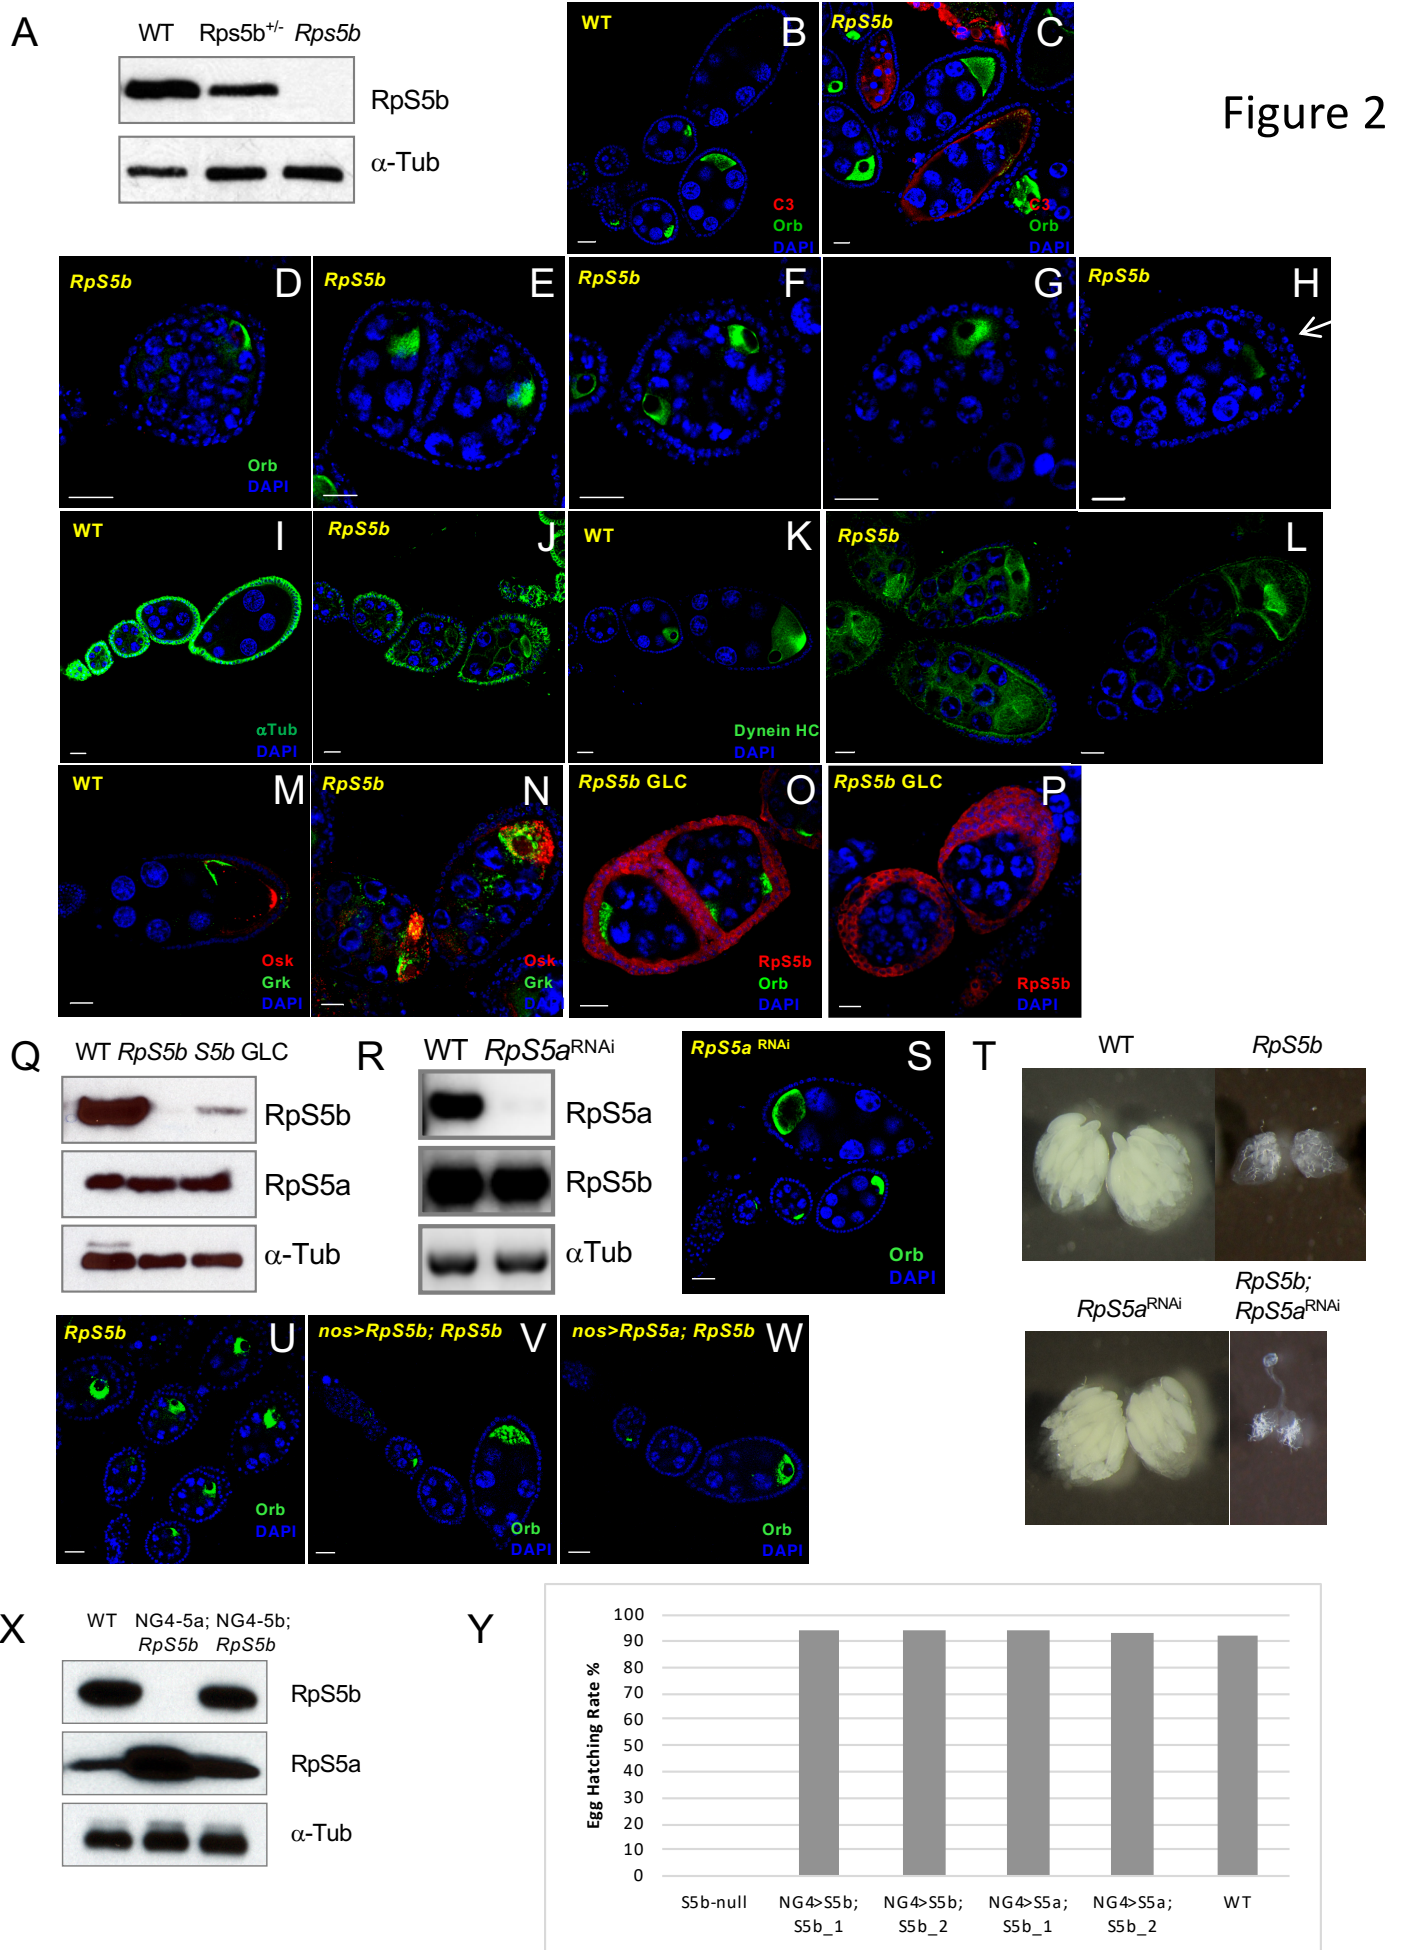 Figure 2
A
WT Rps5b+/- Rps5b
RpS5b
α-Tub
WT
B
C3
Orb
DAPI
RpS5b
C
C3
Orb
DAPI
RpS5b
D
Orb
DAPI
RpS5b
E
RpS5b
F
G
RpS5b
H
WT
I
αTub
DAPI
RpS5b
J
WT
K
Dynein HC
DAPI
RpS5b
L
WT
M
Osk
Grk
DAPI
RpS5b
N
Osk
Grk
DAPI
RpS5b GLC
O
RpS5b
Orb
DAPI
RpS5b GLC
P
RpS5b
DAPI
Q
WT RpS5b S5b GLC
RpS5b
RpS5a
α-Tub
R
WT RpS5aRNAi
RpS5a
RpS5b
αTub
RpS5a RNAi
S
Orb
DAPI
T
WT
RpS5b
RpS5aRNAi
RpS5b;
RpS5aRNAi
RpS5b
U
Orb
DAPI
nos>RpS5b; RpS5b
V
Orb
DAPI
nos>RpS5a; RpS5b
W
Orb
DAPI
X
WT NG4-5a; NG4-5b;
RpS5b RpS5b
RpS5b
RpS5a
α-Tub
Y
Egg Hatching Rate %
100
90
80
70
60
50
40
30
20
10
0
S5b-null
NG4>S5b;
S5b_1
NG4>S5b;
S5b_2
NG4>S5a;
S5b_1
NG4>S5a;
S5b_2
WT